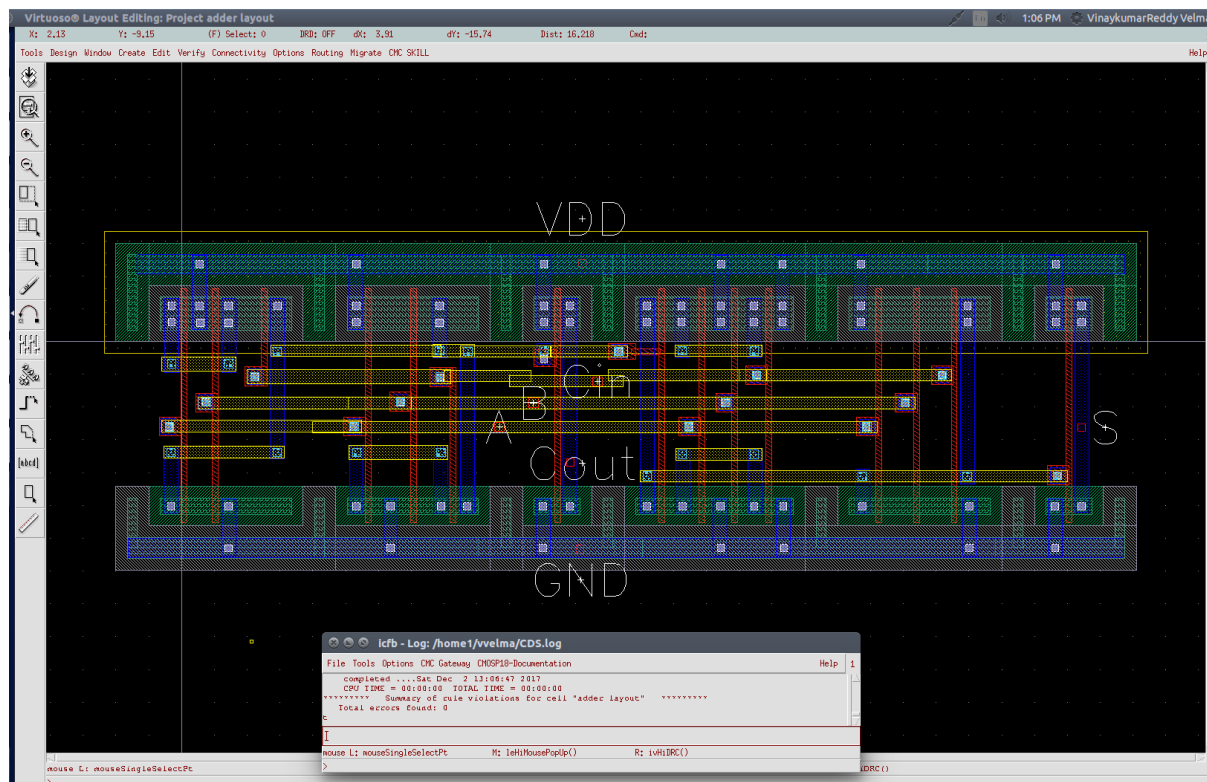 Virtuoso® Layout Editing: Project adder layout
1:06 PM VinaykumarReddy Velma
X: 2.13 Y: -9.15 (F) Select: 0 DRD: OFF dX: 3.91 dY: -15.74 Dist: 16.218 Cmd:
Tools Design Window Create Edit Verify Connectivity Options Routing Migrate CMC SKILL Help
[abcd]
VDD
Cin
B
A
S
Cout
GND
icfb - Log: /home1/vvelma/CDS.log
File Tools Options CMC Gateway CMOSP18-Documentation Help 1
completed ....Sat Dec 2 13:06:47 2017
CPU TIME = 00:00:00 TOTAL TIME = 00:00:00
********* Summary of rule violations for cell "adder layout" *********
Total errors found: 0
t
mouse L: mouseSingleSelectPt M: leHiMousePopUp() R: ivHiDRC()
>
mouse L: mouseSingleSelectPt
>